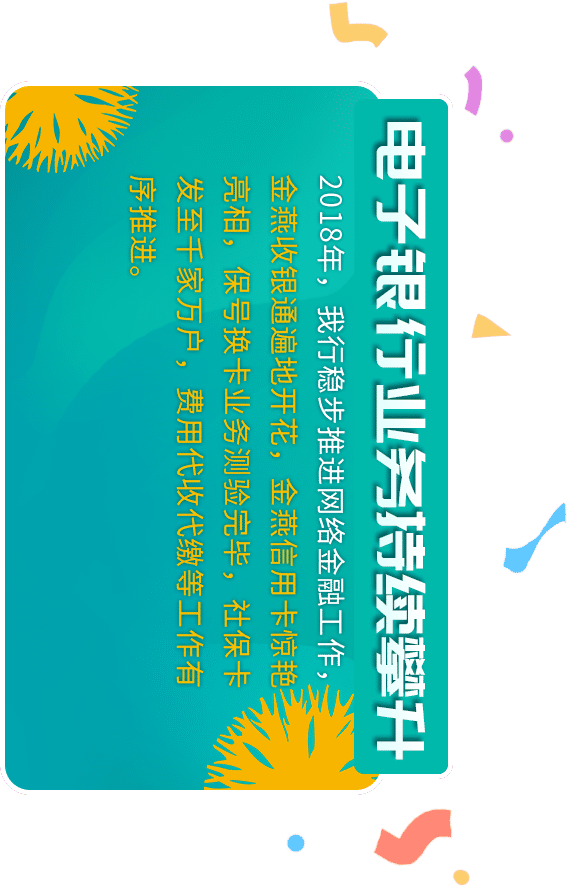 电子银行业务持续攀升
2018年，我行稳步推进网络金融工作，
金燕收银通遍地开花，金燕信用卡惊艳
亮相，保号换卡业务测验完毕，社保卡
发至千家万户，费用代收代缴等工作有
序推进。